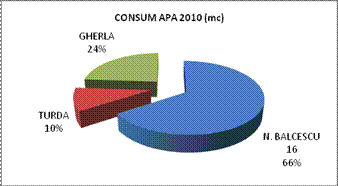 CONSUM APA 2010 (mc)
GHERLA
24%
TURDA
10%
N. BALCESCU
16
66%